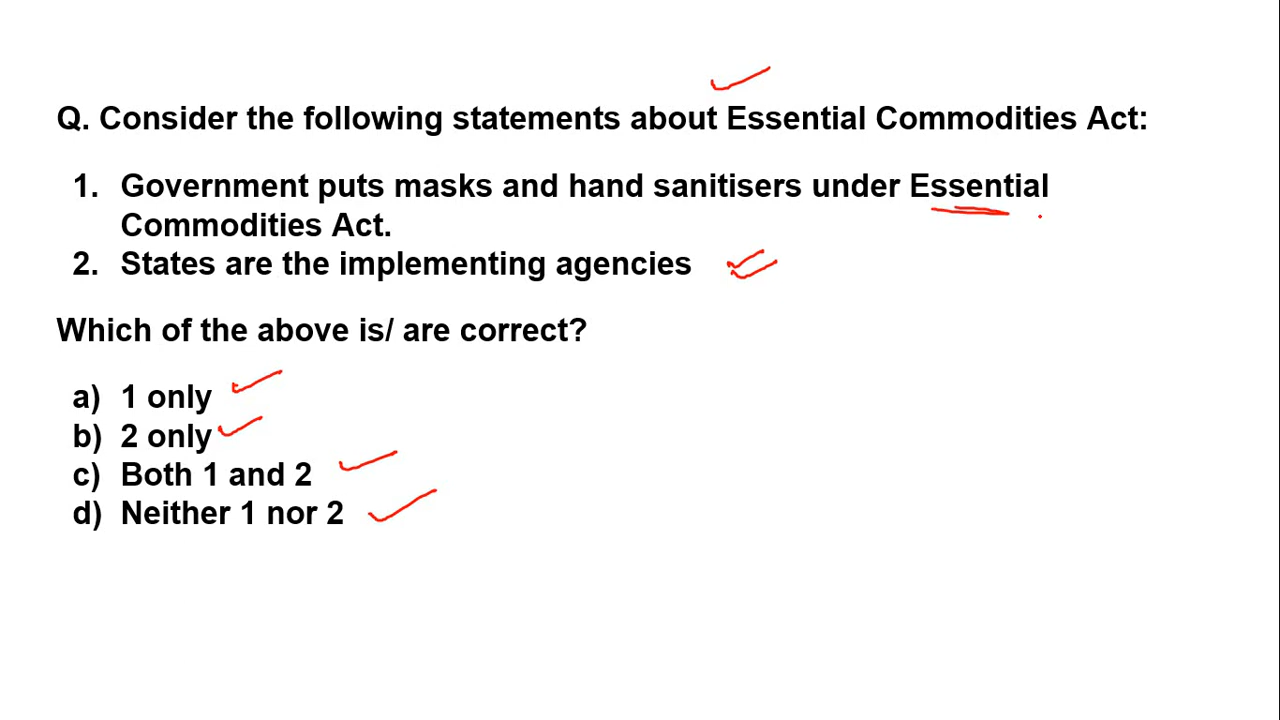 Q. Consider the following statements about Essential Commodities Act:
1. Government puts masks and hand sanitisers under Essential
Commodities Act.
2. States are the implementing agencies
Which of the above is/ are correct?
a) 1 only
b) 2 only
c) Both 1 and 2
d) Neither 1 nor 2